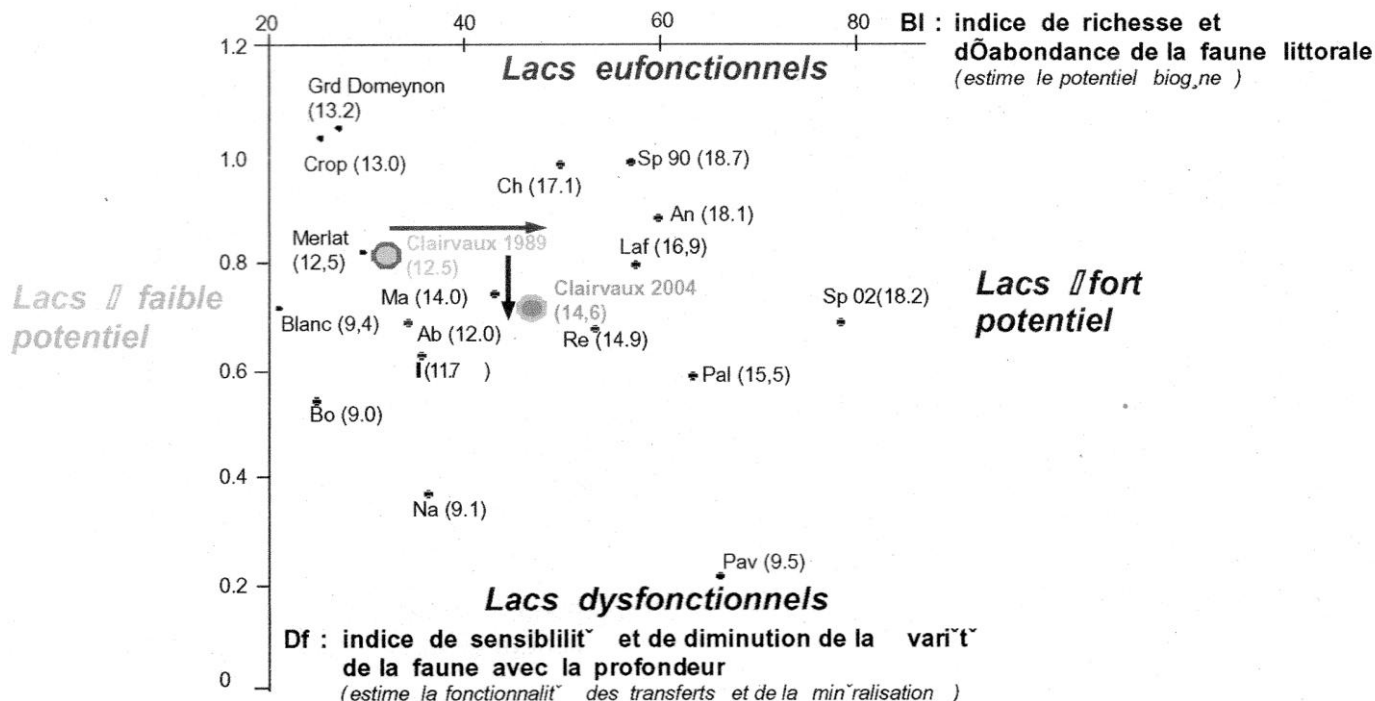 20 40 60 80
BI : indice de richesse et
dÕabondance de la faune littorale
(estime le potentiel biog¸ne )
1.2
Lacs eufonctionnels
Grd Domeynon
(13.2)
1.0
Crop (13.0)
Ch (17.1)
Sp 90 (18.7)
An (18.1)
Merlat
(12,5)
Clairvaux 1989
(12.5)
Laf (16,9)
0.8
Lacs à faible
potentiel
Blanc (9,4)
Ma (14.0)
Ab (12.0)
Clairvaux 2004
(14,6)
Re (14.9)
Sp 02(18.2)
Lacs à fort
potentiel
0.6
I(11.7 )
Pal (15,5)
Bo (9.0)
0.4
Na (9.1)
Pav (9.5)
0.2
Lacs dysfonctionnels
Df : indice de sensiblilitˇ et de diminution de la variˇtˇ
de la faune avec la profondeur
0
(estime la fonctionnalitˇ des transferts et de la minˇralisation )